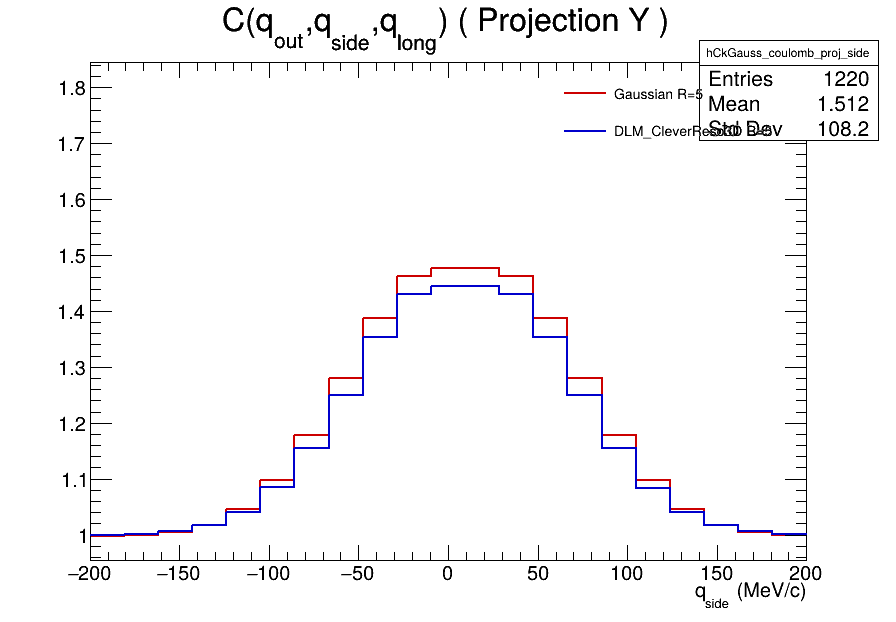 C(q_out,q_side,q_long) ( Projection Y )
hCkGauss_coulomb_proj_side
Entries 1220
Mean 1.512
Std Dev 108.2
Gaussian R=5
DLM_CleverReso3D R=5
1.8
1.7
1.6
1.5
1.4
1.3
1.2
1.1
1
−200 −150 −100 −50 0 50 100 150 200
q_side (MeV/c)